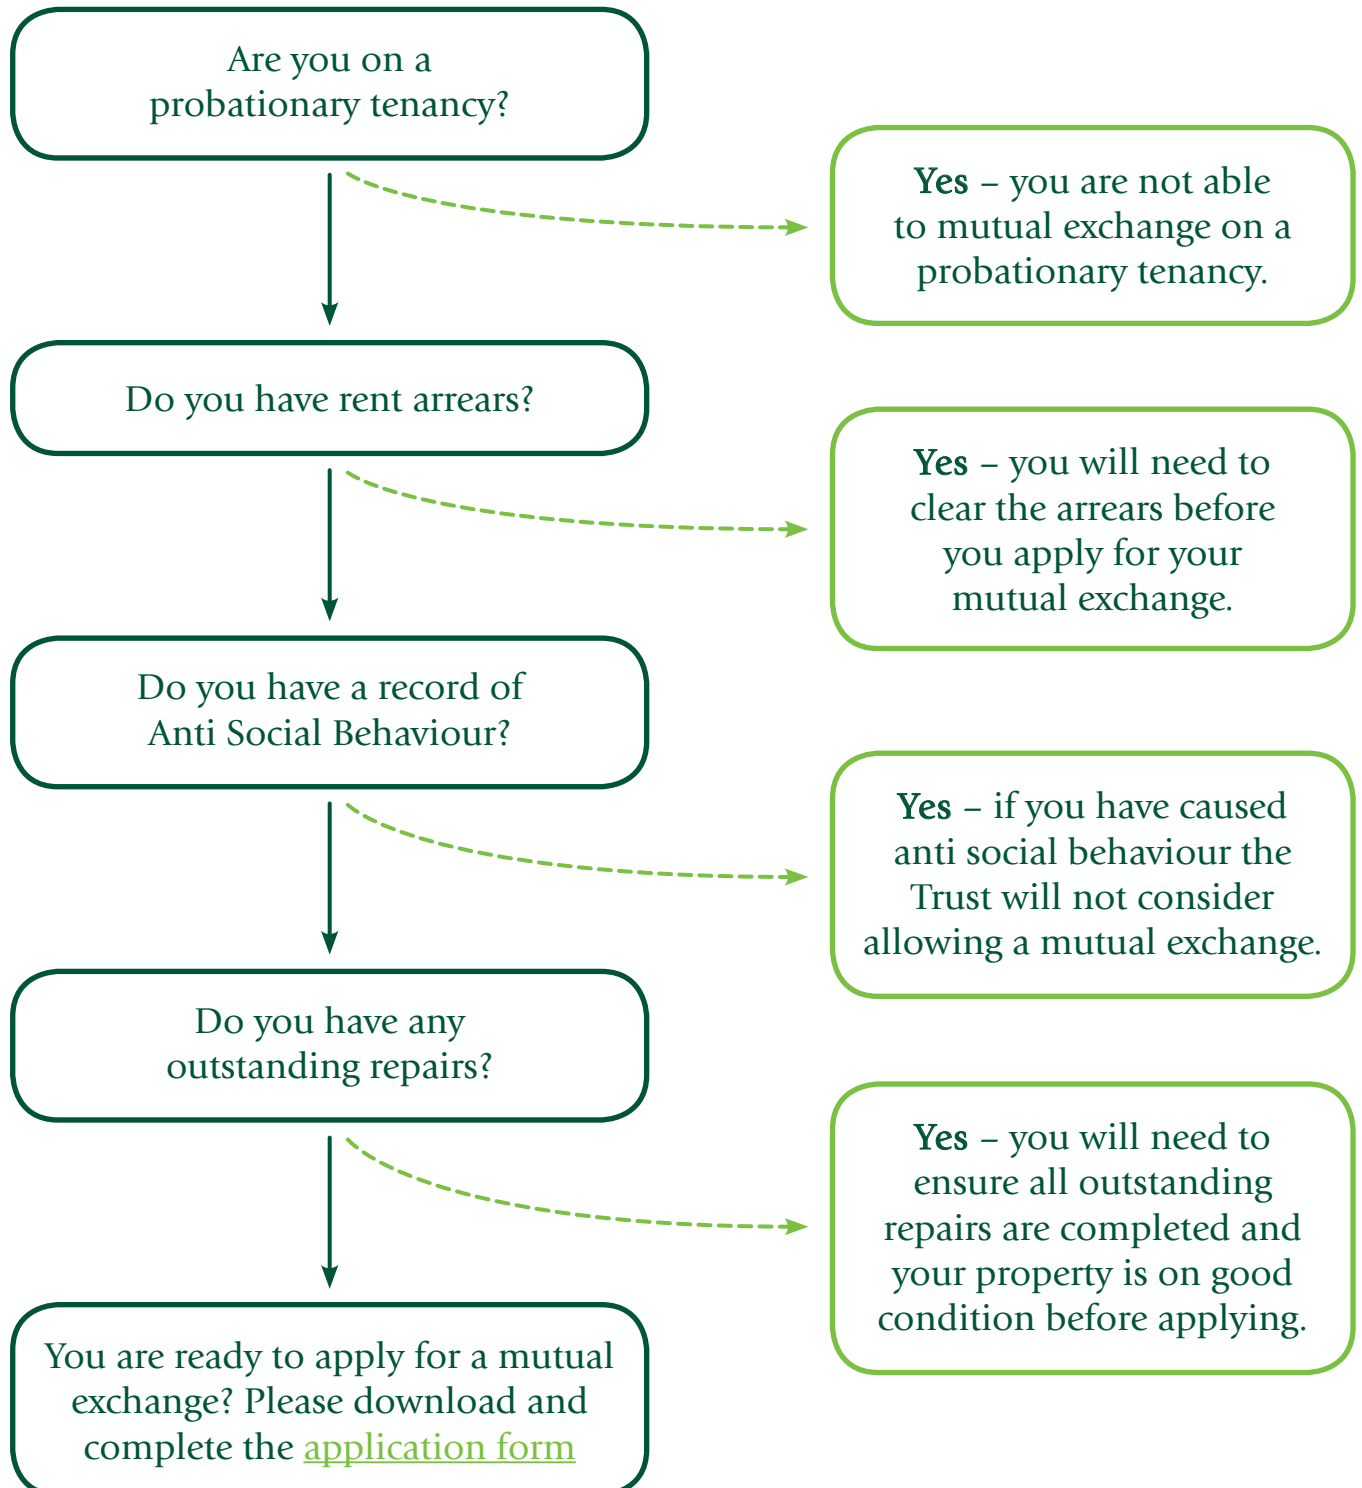 Are you on a
probationary tenancy?
Yes – you are not able
to mutual exchange on a
probationary tenancy.
Do you have rent arrears?
Yes – you will need to
clear the arrears before
you apply for your
mutual exchange.
Do you have a record of
Anti Social Behaviour?
Yes – if you have caused
anti social behaviour the
Trust will not consider
allowing a mutual exchange.
Do you have any
outstanding repairs?
Yes – you will need to
ensure all outstanding
repairs are completed and
your property is on good
condition before applying.
You are ready to apply for a mutual
exchange? Please download and
complete the application form